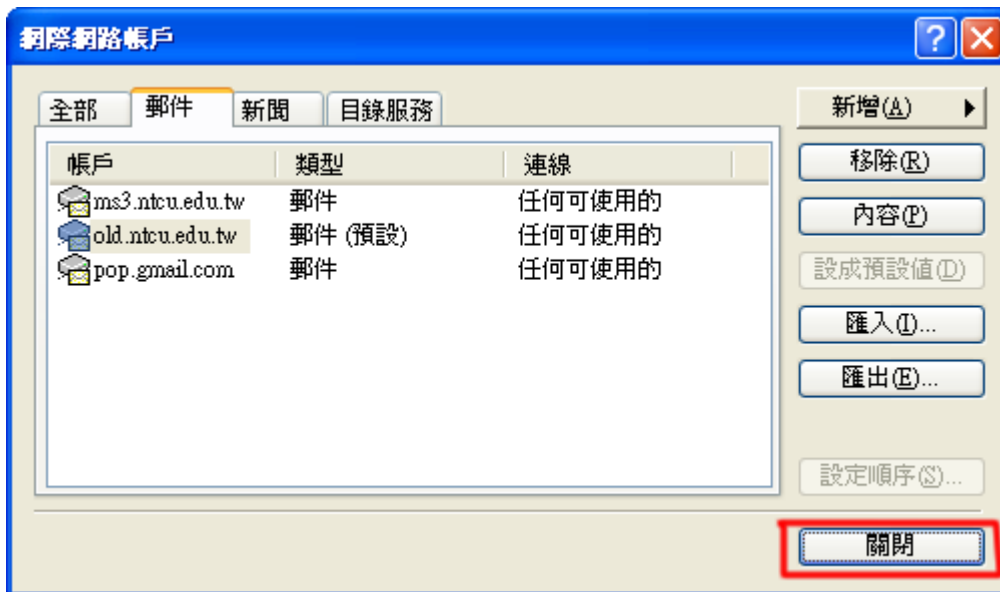 網際網路帳戶
全部 郵件 新聞 目錄服務
帳戶 類型 連線
ms3.ntcu.edu.tw 郵件 任何可使用的
old.ntcu.edu.tw 郵件 (預設) 任何可使用的
pop.gmail.com 郵件 任何可使用的
新增(A)
移除(R)
內容(P)
設成預設值(D)
匯入(I)...
匯出(E)...
設定順序(S)...
關閉